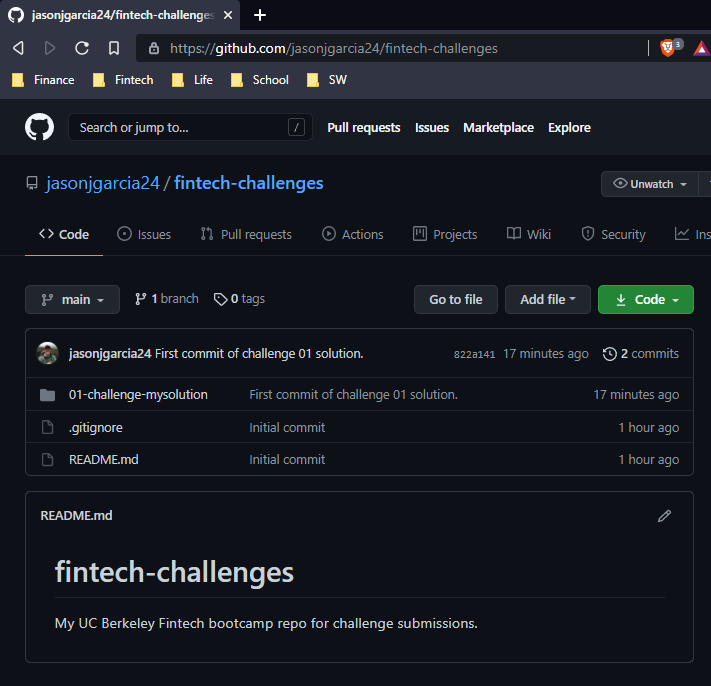 jasonjgarcia24/fintech-challenges
https://github.com/jasonjgarcia24/fintech-challenges
3
Finance Fintech Life School SW
Search or jump to... /
Pull requests Issues Marketplace Explore
jasonjgarcia24 / fintech-challenges
Unwatch
Code Issues Pull requests Actions Projects Wiki Security Ins
main 1 branch 0 tags Go to file Add file Code
jasonjgarcia24 First commit of challenge 01 solution. 822a141 17 minutes ago 2 commits
01-challenge-mysolution First commit of challenge 01 solution. 17 minutes ago
.gitignore Initial commit 1 hour ago
README.md Initial commit 1 hour ago
README.md
fintech-challenges
My UC Berkeley Fintech bootcamp repo for challenge submissions.